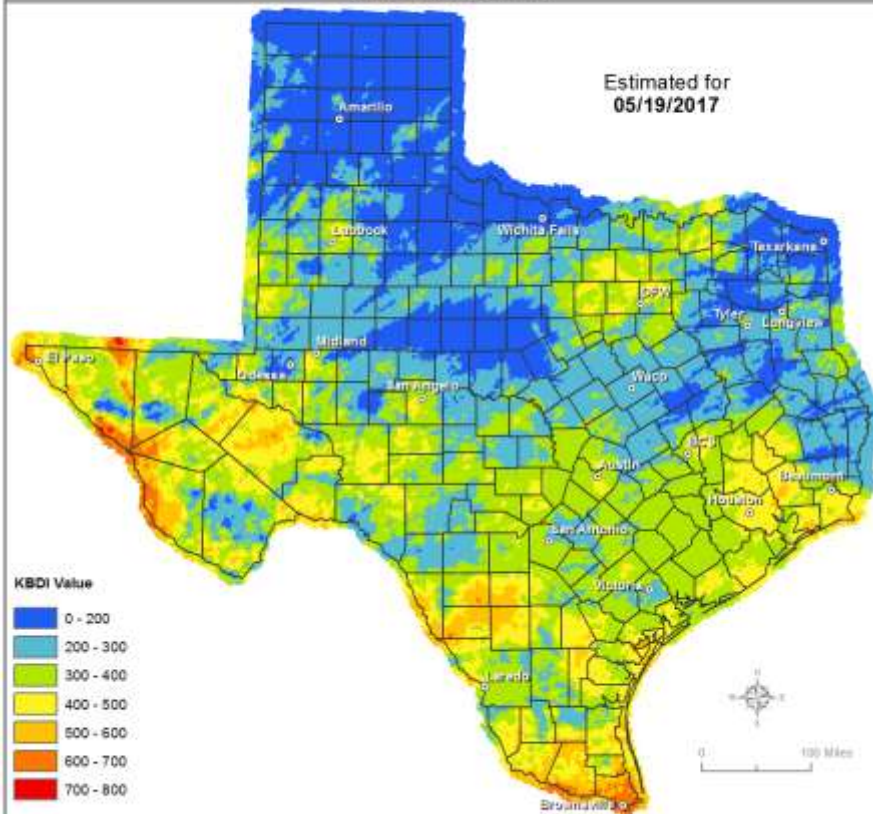 Estimated for
05/19/2017
Amarillo
Lubbock
Wichita Falls
Texarkana
DFW
Tyler
Longview
El Paso
Midland
Odessa
San Angelo
Waco
BCS
Austin
Beaumont
Houston
San Antonio
Victoria
Laredo
Brownsville
KBDI Value
0 - 200
200 - 300
300 - 400
400 - 500
500 - 600
600 - 700
700 - 800
N
W E
S
0 100 Miles